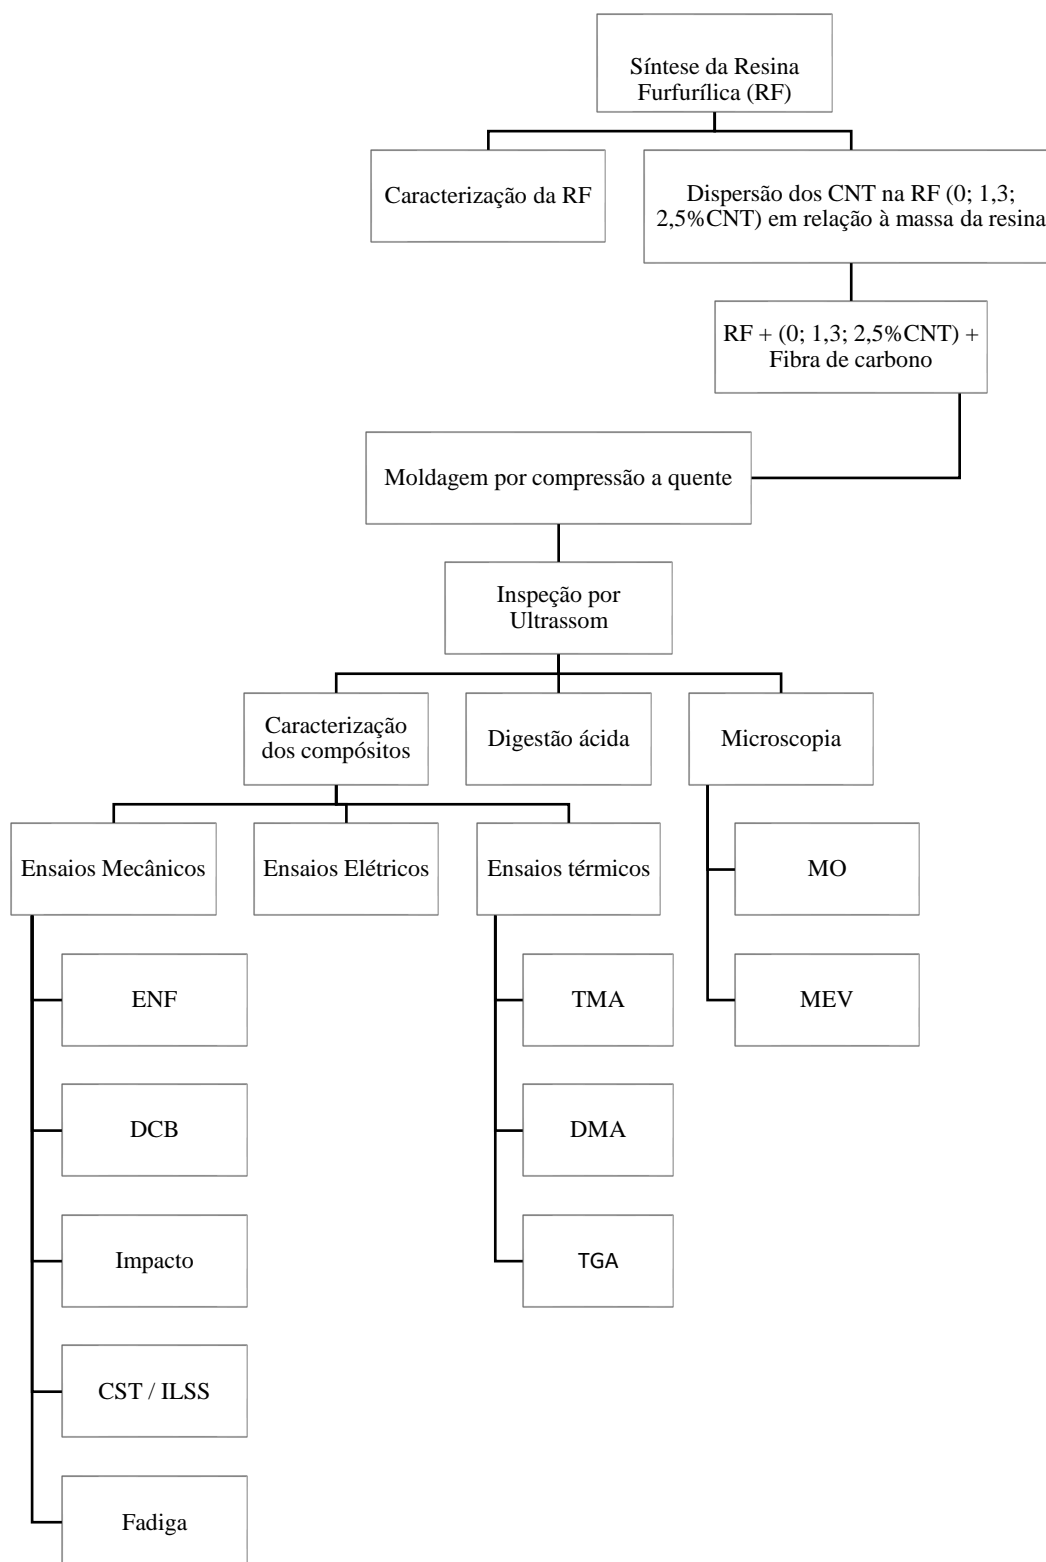 Síntese da Resina
Furfurílica (RF)
Caracterização da RF
Dispersão dos CNT na RF (0; 1,3;
2,5%CNT) em relação à massa da resina
RF + (0; 1,3; 2,5%CNT) +
Fibra de carbono
Moldagem por compressão a quente
Inspeção por
Ultrassom
Caracterização
dos compósitos
Digestão ácida
Microscopia
Ensaios Mecânicos
Ensaios Elétricos
Ensaios térmicos
MO
ENF
TMA
MEV
DCB
DMA
Impacto
TGA
CST / ILSS
Fadiga